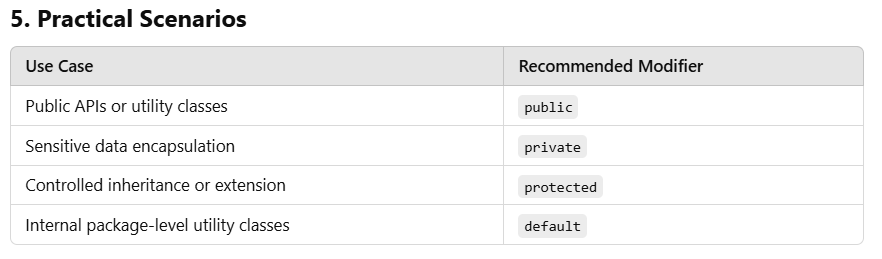 5. Practical Scenarios
Use Case Recommended Modifier
Public APIs or utility classes public
Sensitive data encapsulation private
Controlled inheritance or extension protected
Internal package-level utility classes default